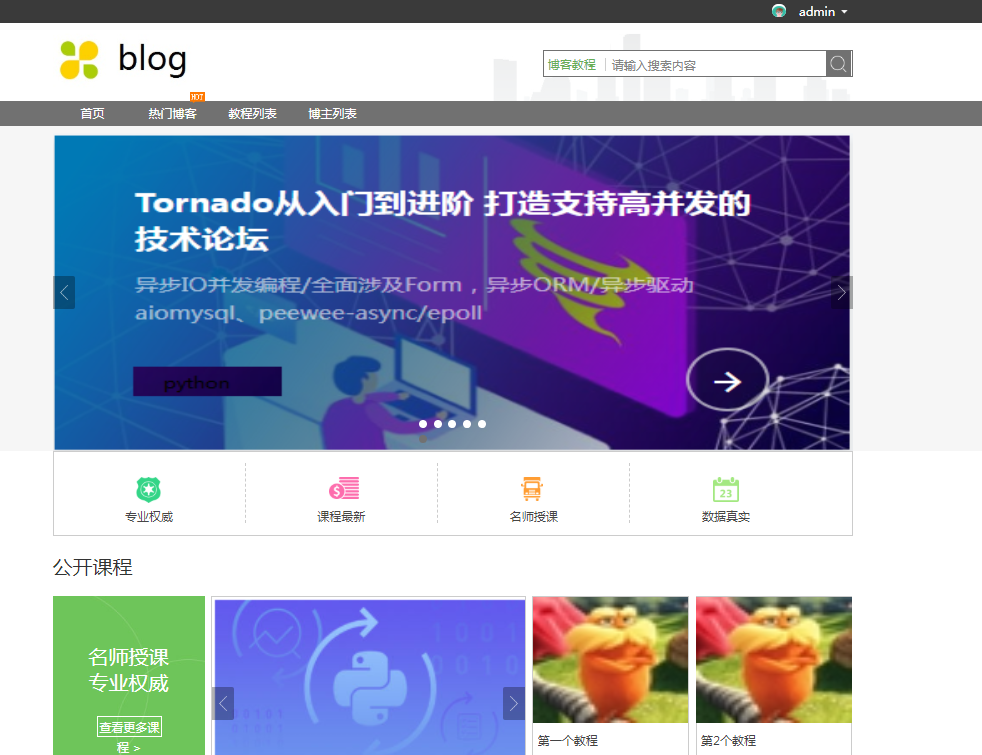 admin
blog
博客教程 请输入搜索内容
HOT
首页 热门博客 教程列表 博主列表
Tornado从入门到进阶 打造支持高并发的
技术论坛
异步IO并发编程/全面涉及Form，异步ORM/异步驱动
aiomysql、peewee-async/epoll
python
23
专业权威 课程最新 名师授课 数据真实
公开课程
名师授课
专业权威
查看更多课
程 >
第一个教程 第2个教程